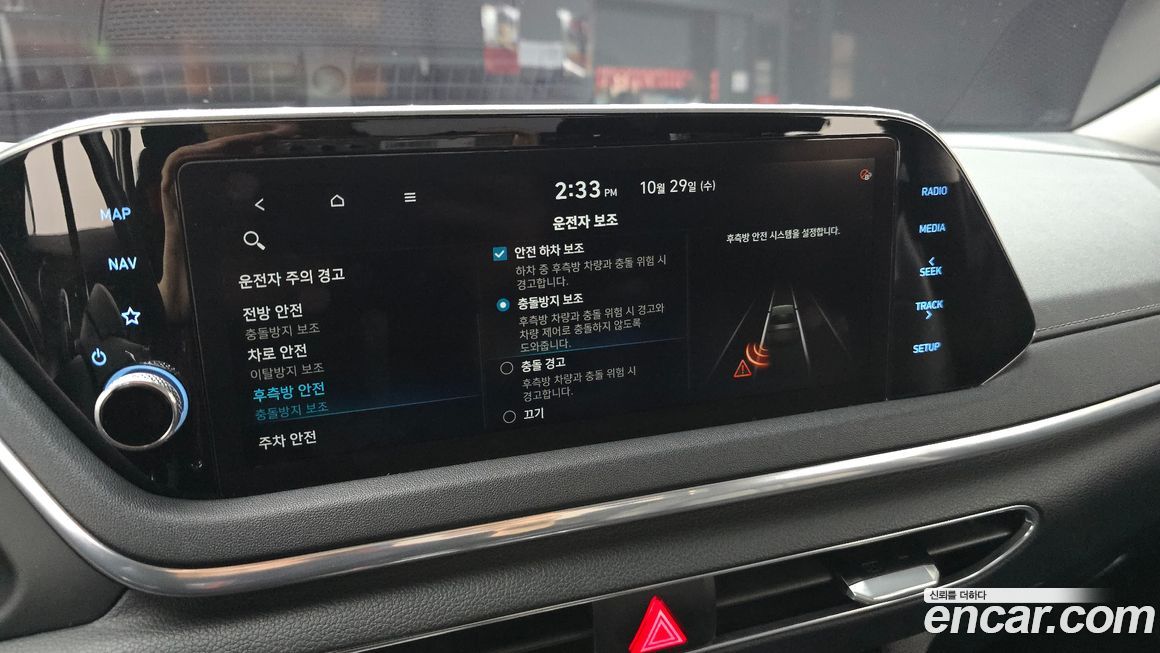 MAP
NAV
2:33 PM 10월 29일 (수)
운전자 보조
운전자 주의 경고
전방 안전
충돌방지 보조
차로 안전
이탈방지 보조
후측방 안전
충돌방지 보조
주차 안전
안전 하차 보조
하차 중 후측방 차량과 충돌 위험 시
경고합니다.
충돌방지 보조
후측방 차량과 충돌 위험 시 경고와
차량 제어로 충돌하지 않도록
도와줍니다.
충돌 경고
후측방 차량과 충돌 위험 시
경고합니다.
끄기
후측방 안전 시스템을 설정합니다.
RADIO
MEDIA
<
SEEK
TRACK
>
SETUP
신뢰를 더하다
encar.com